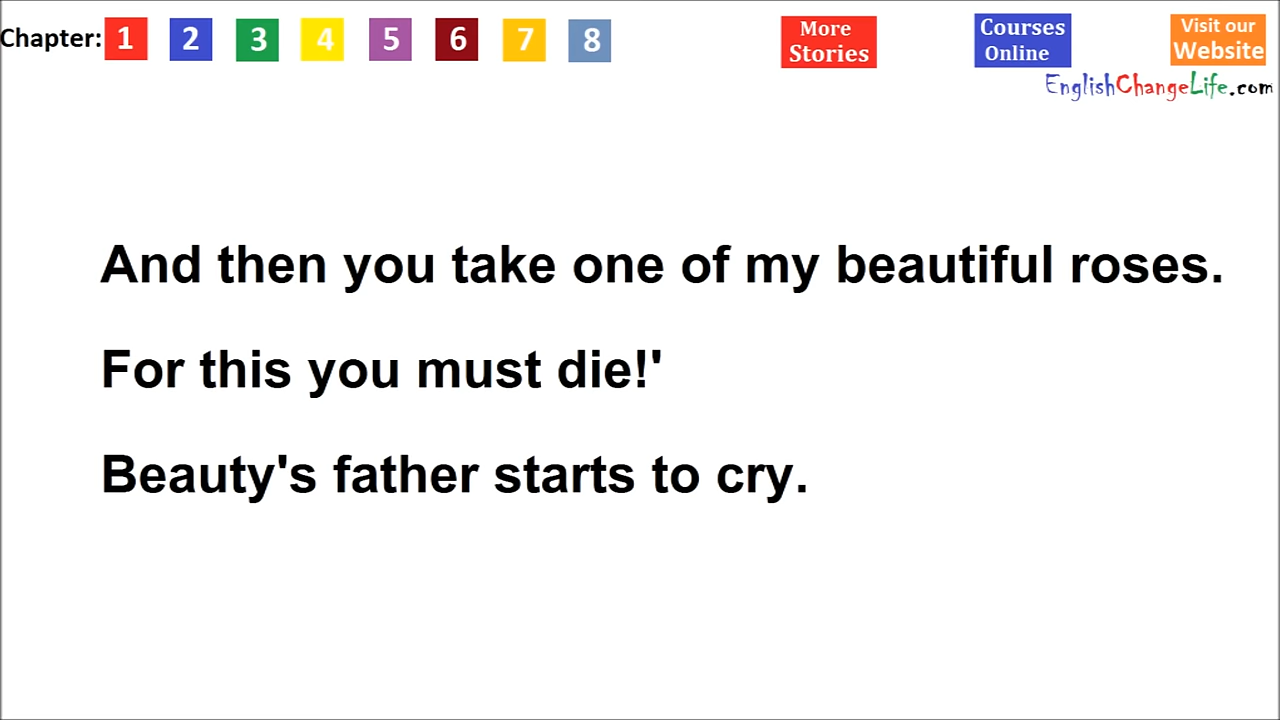 Chapter: 1 2 3 4 5 6 7 8
More Stories
Courses Online
Visit our Website
EnglishChangeLife.com
And then you take one of my beautiful roses.
For this you must die!'
Beauty's father starts to cry.